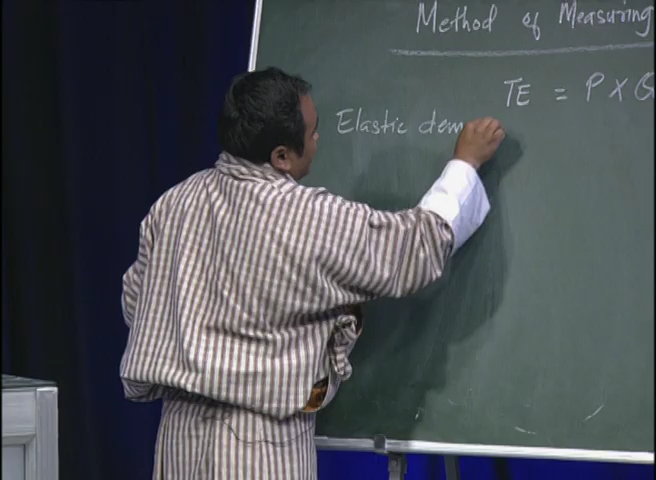 Method of Measuring
TE = P X Q
Elastic dem